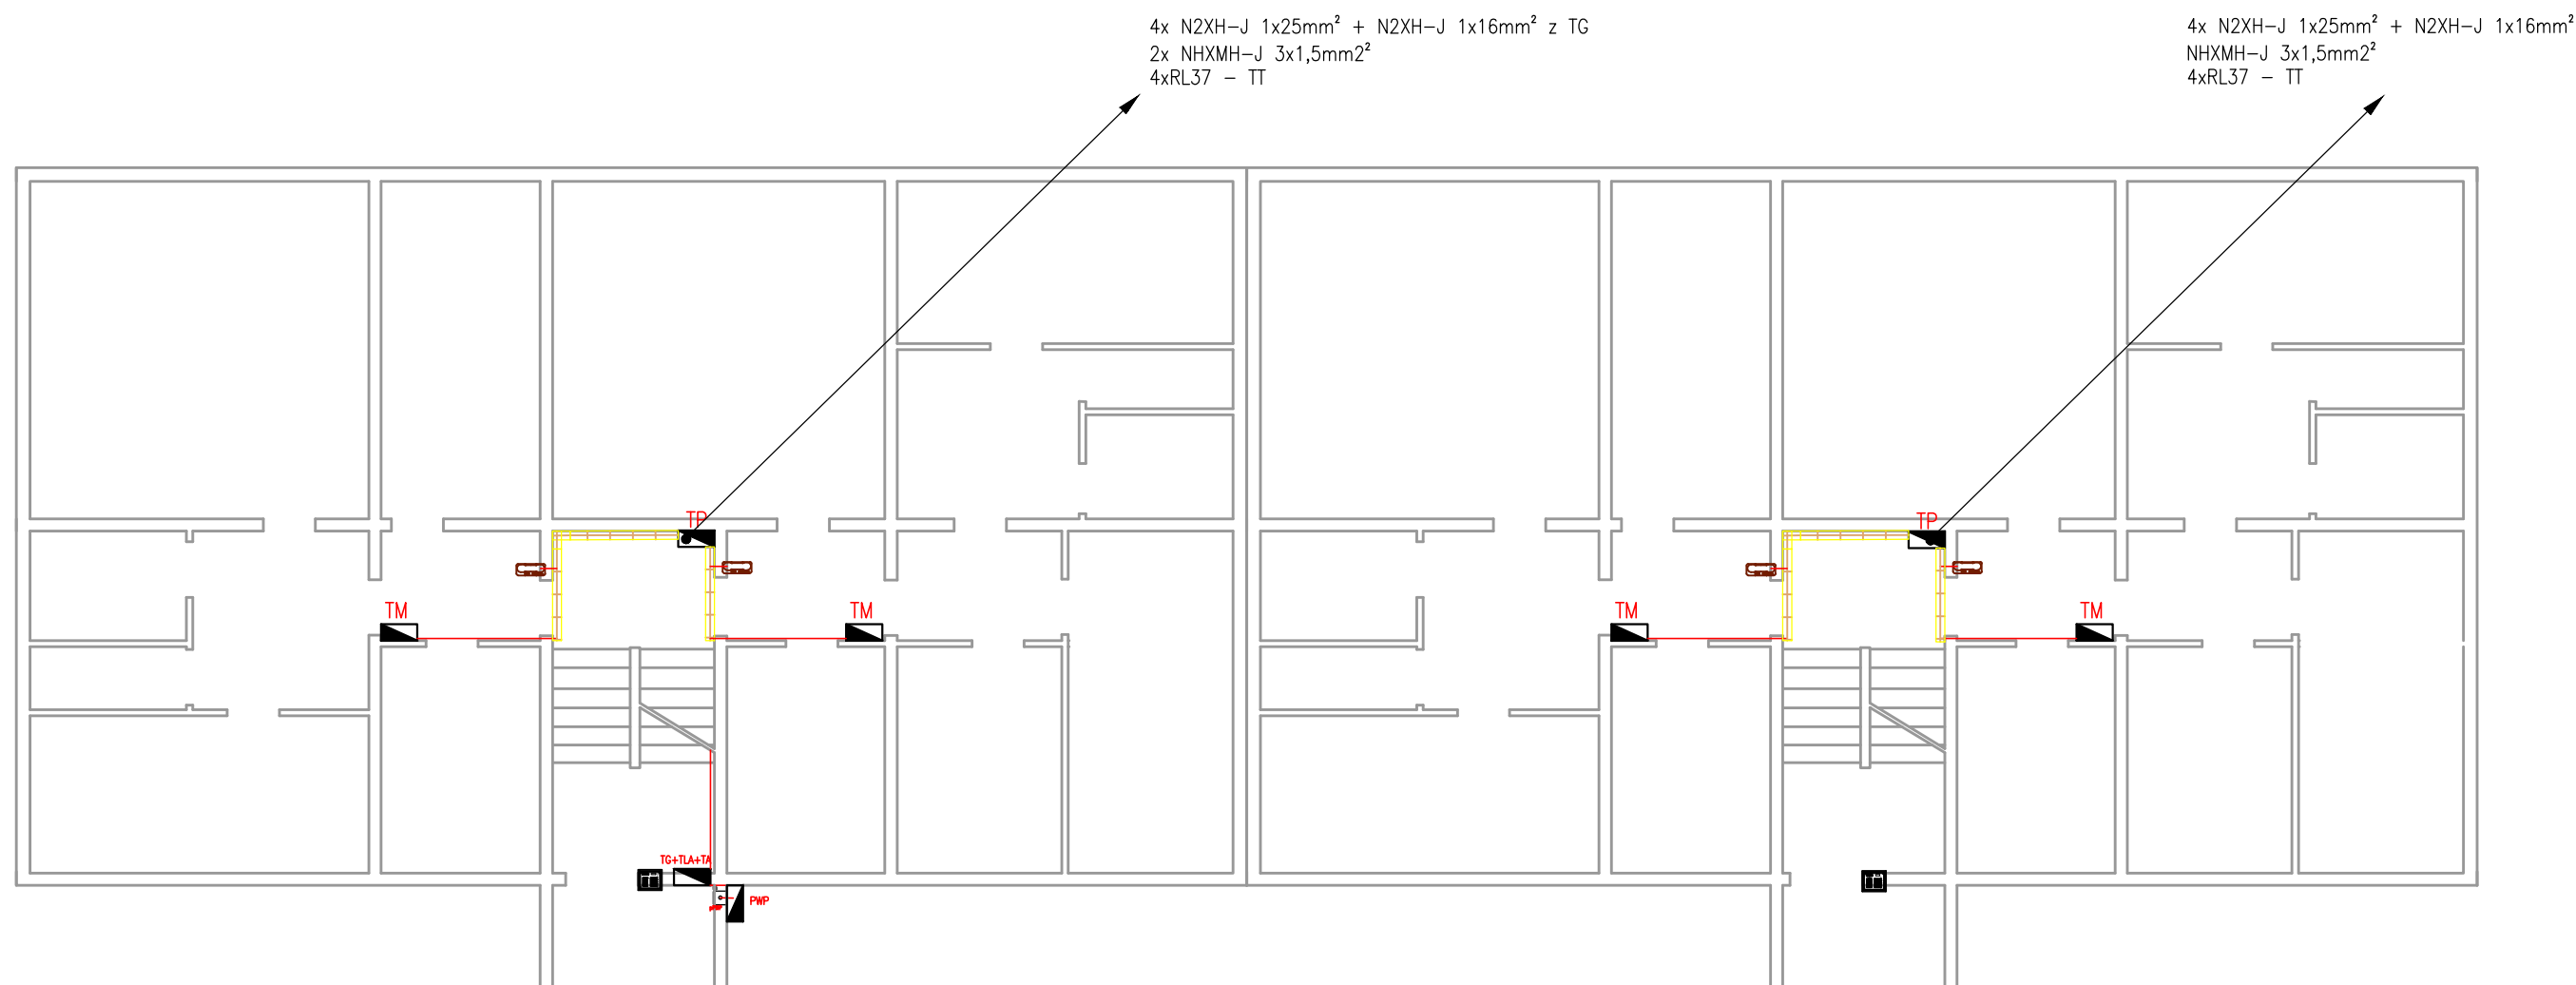 4x N2XH-J 1x25mm² + N2XH-J 1x16mm² z TG
2x NHXMH-J 3x1,5mm2²
4xRL37 - TT
4x N2XH-J 1x25mm² + N2XH-J 1x16mm²
NHXMH-J 3x1,5mm2²
4xRL37 - TT
TP
TP
TM
TM
TM
TM
TG+TLA+TA
PWP